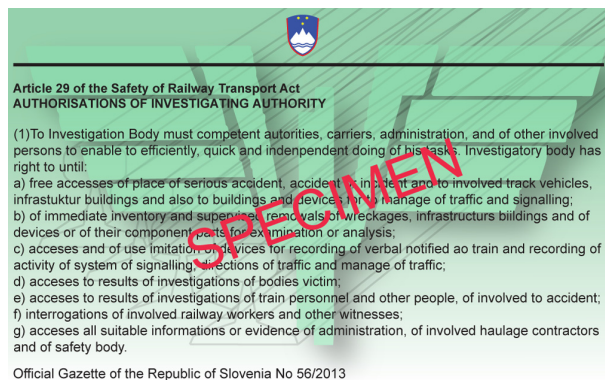 Article 29 of the Safety of Railway Transport Act
AUTHORISATIONS OF INVESTIGATING AUTHORITY
(1)To Investigation Body must competent autorities, carriers, administration, and of other involved
persons to enable to efficiently, quick and indenpendent doing of his tasks. Investigatory body has
right to until:
a) free accesses of place of serious accident, accident or incident and to involved track vehicles,
infrastuktur buildings and also to buildings and devices for to manage of traffic and signalling;
b) of immediate inventory and supervised removals of wreckages, infrastructurs biildings and of
devices or of their component parts for examination or analysis;
c) acceses and of use imitation of devices for recording of verbal notified ao train and recording of
activity of system of signalling, directions of traffic and manage of traffic;
d) acceses to results of investigations of bodies victim;
e) acceses to results of investigations of train personnel and other people, of involved to accident;
f) interrogations of involved railway workers and other witnesses;
g) acceses all suitable informations or evidence of administration, of involved haulage contractors
and of safety body.
Official Gazette of the Republic of Slovenia No 56/2013
SPECIMEN